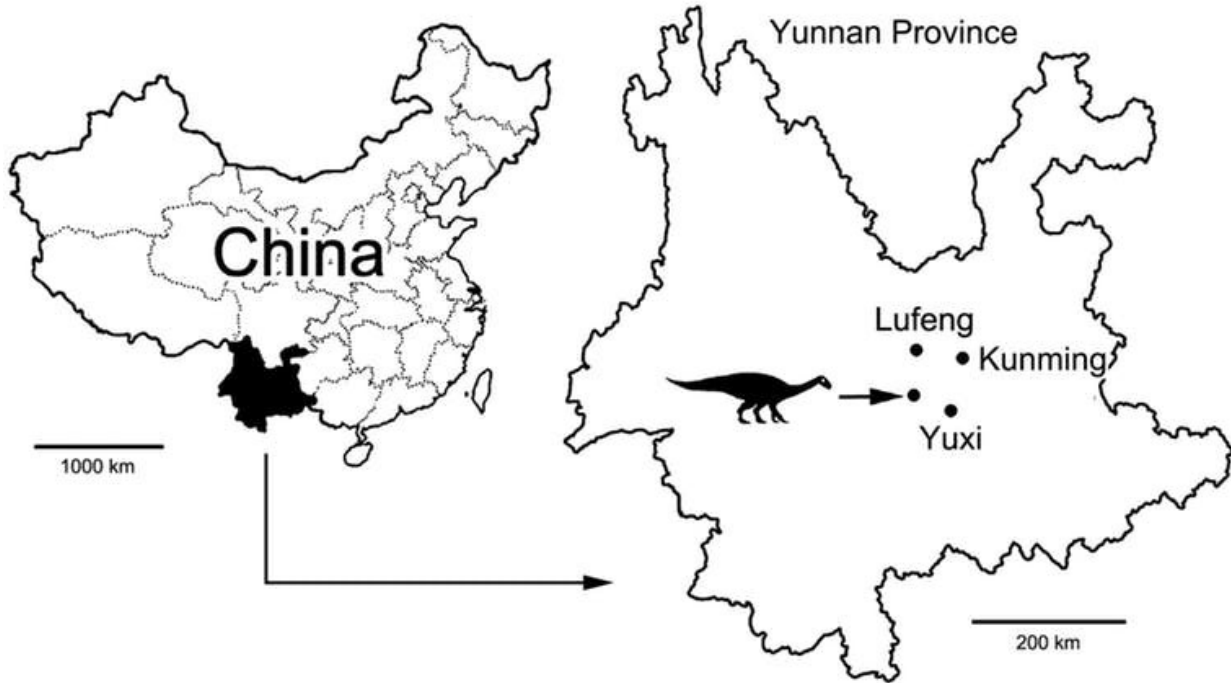 China
1000 km
Yunnan Province
Lufeng
Kunming
Yuxi
200 km